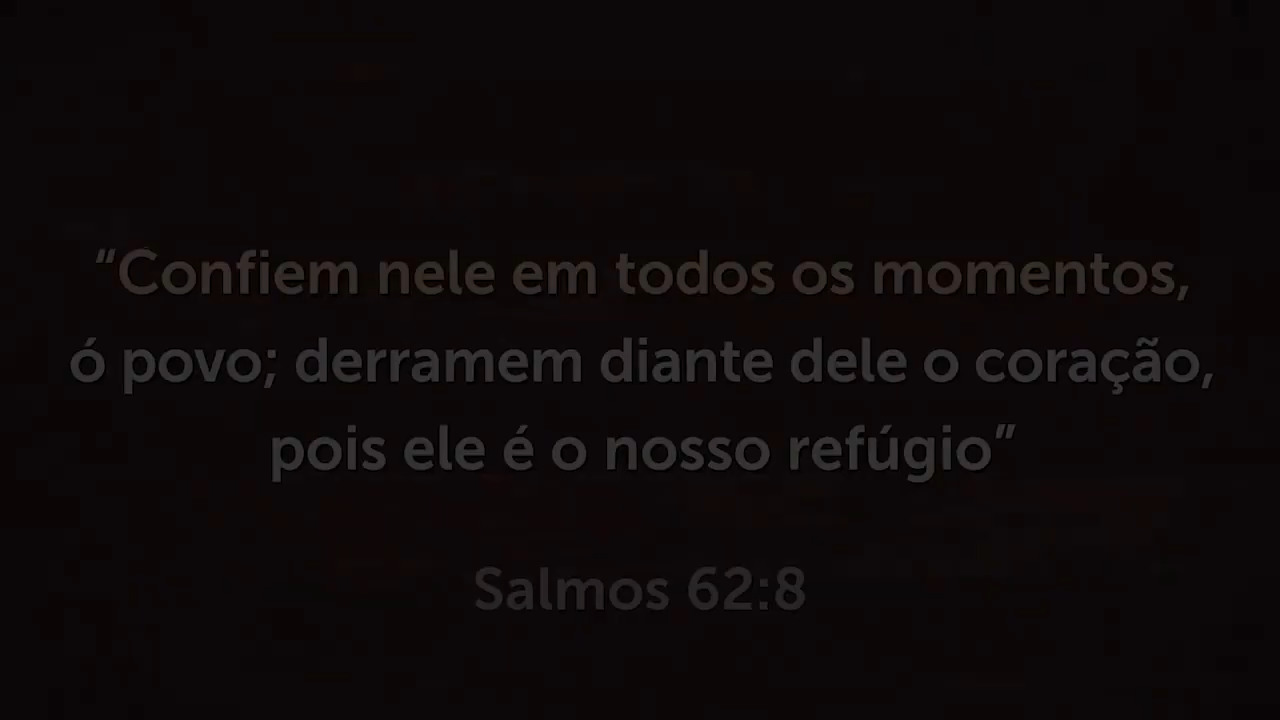 “Confiem nele em todos os momentos,
ó povo; derramem diante dele o coração,
pois ele é o nosso refúgio”
Salmos 62:8